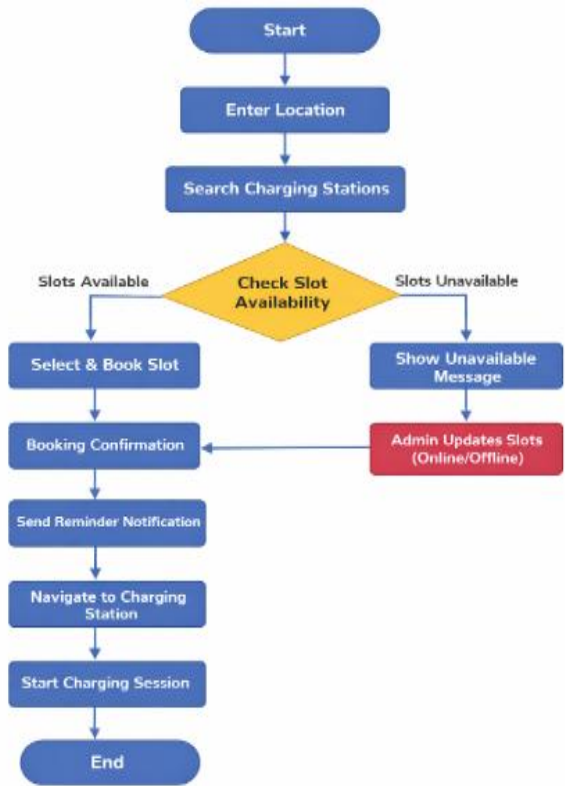 Start
Enter Location
Search Charging Stations
Check Slot
Availability
Slots Available
Slots Unavailable
Select & Book Slot
Show Unavailable
Message
Booking Confirmation
Admin Updates Slots
(Online/Offline)
Send Reminder Notification
Navigate to Charging
Station
Start Charging Session
End